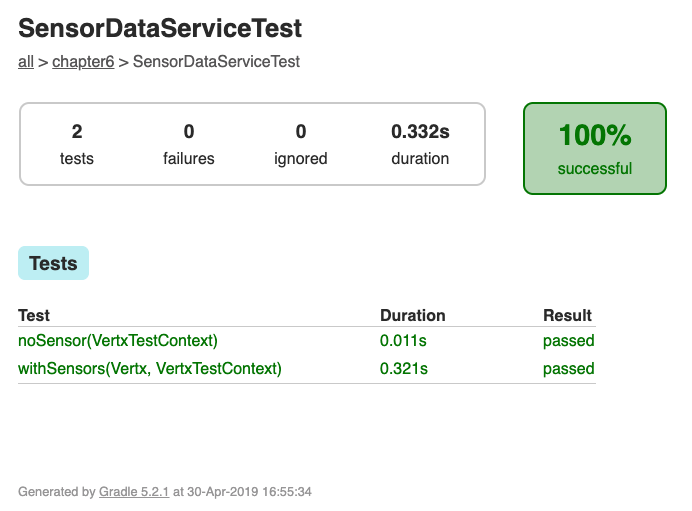 SensorDataServiceTest
all > chapter6 > SensorDataServiceTest
2 0 0 0.332s
tests failures ignored duration
100%
successful
Tests
Test Duration Result
noSensor(VertxTestContext) 0.011s passed
withSensors(Vertx, VertxTestContext) 0.321s passed
Generated by Gradle 5.2.1 at 30-Apr-2019 16:55:34